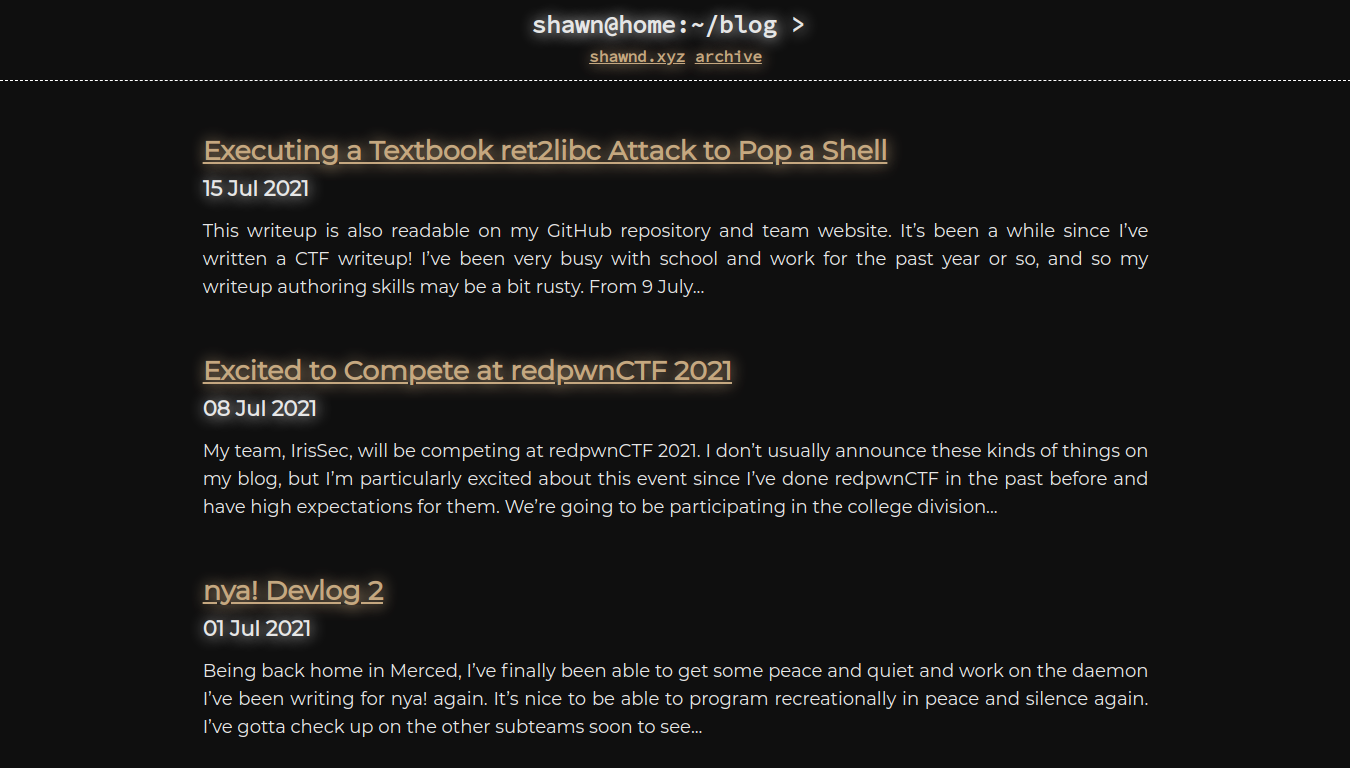 shawn@home:~/blog >
shawnd.xyz archive
Executing a Textbook ret2libc Attack to Pop a Shell
15 Jul 2021
This writeup is also readable on my GitHub repository and team website. It’s been a while since I’ve
written a CTF writeup! I’ve been very busy with school and work for the past year or so, and so my
writeup authoring skills may be a bit rusty. From 9 July…
Excited to Compete at redpwnCTF 2021
08 Jul 2021
My team, IrisSec, will be competing at redpwnCTF 2021. I don’t usually announce these kinds of things on
my blog, but I’m particularly excited about this event since I’ve done redpwnCTF in the past before and
have high expectations for them. We’re going to be participating in the college division…
nya! Devlog 2
01 Jul 2021
Being back home in Merced, I’ve finally been able to get some peace and quiet and work on the daemon
I’ve been writing for nya! again. It’s nice to be able to program recreationally in peace and silence again.
I’ve gotta check up on the other subteams soon to see…